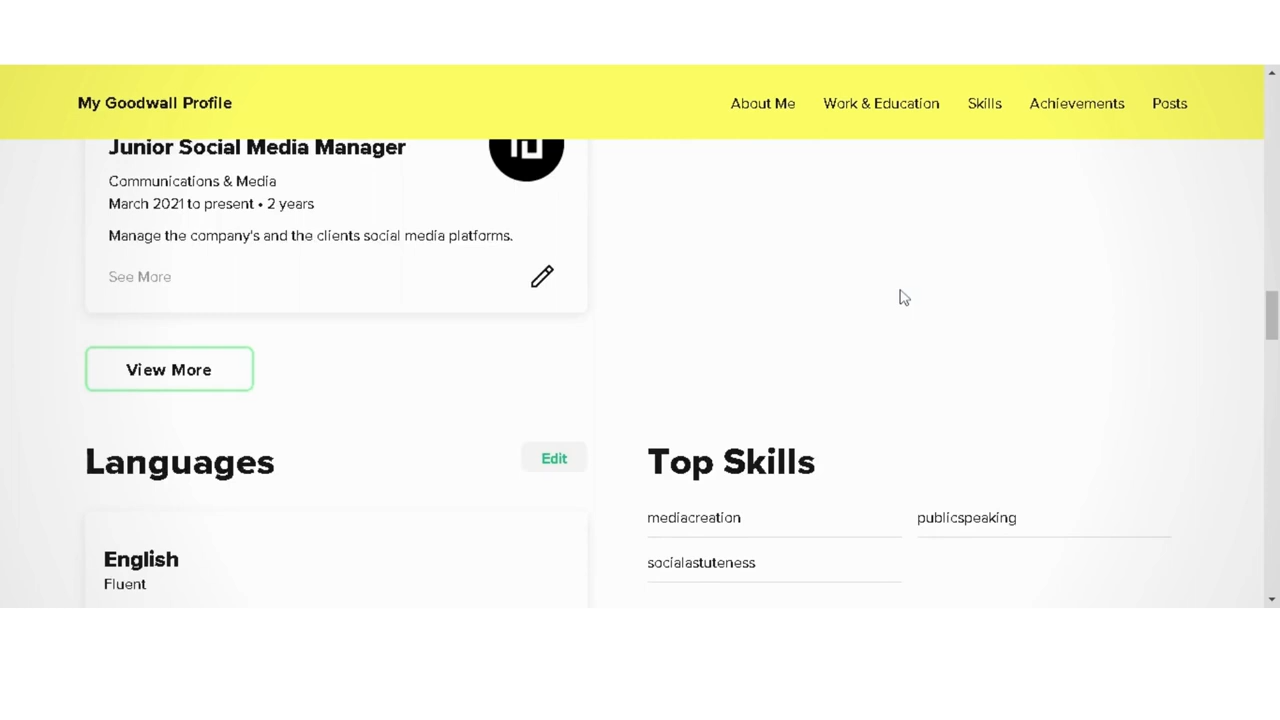 My Goodwall Profile
About Me
Work & Education
Skills
Achievements
Posts
Junior Social Media Manager
Communications & Media
March 2021 to present • 2 years
Manage the company's and the clients social media platforms.
See More
View More
Languages
Edit
English
Fluent
Top Skills
mediacreation
publicspeaking
socialastuteness